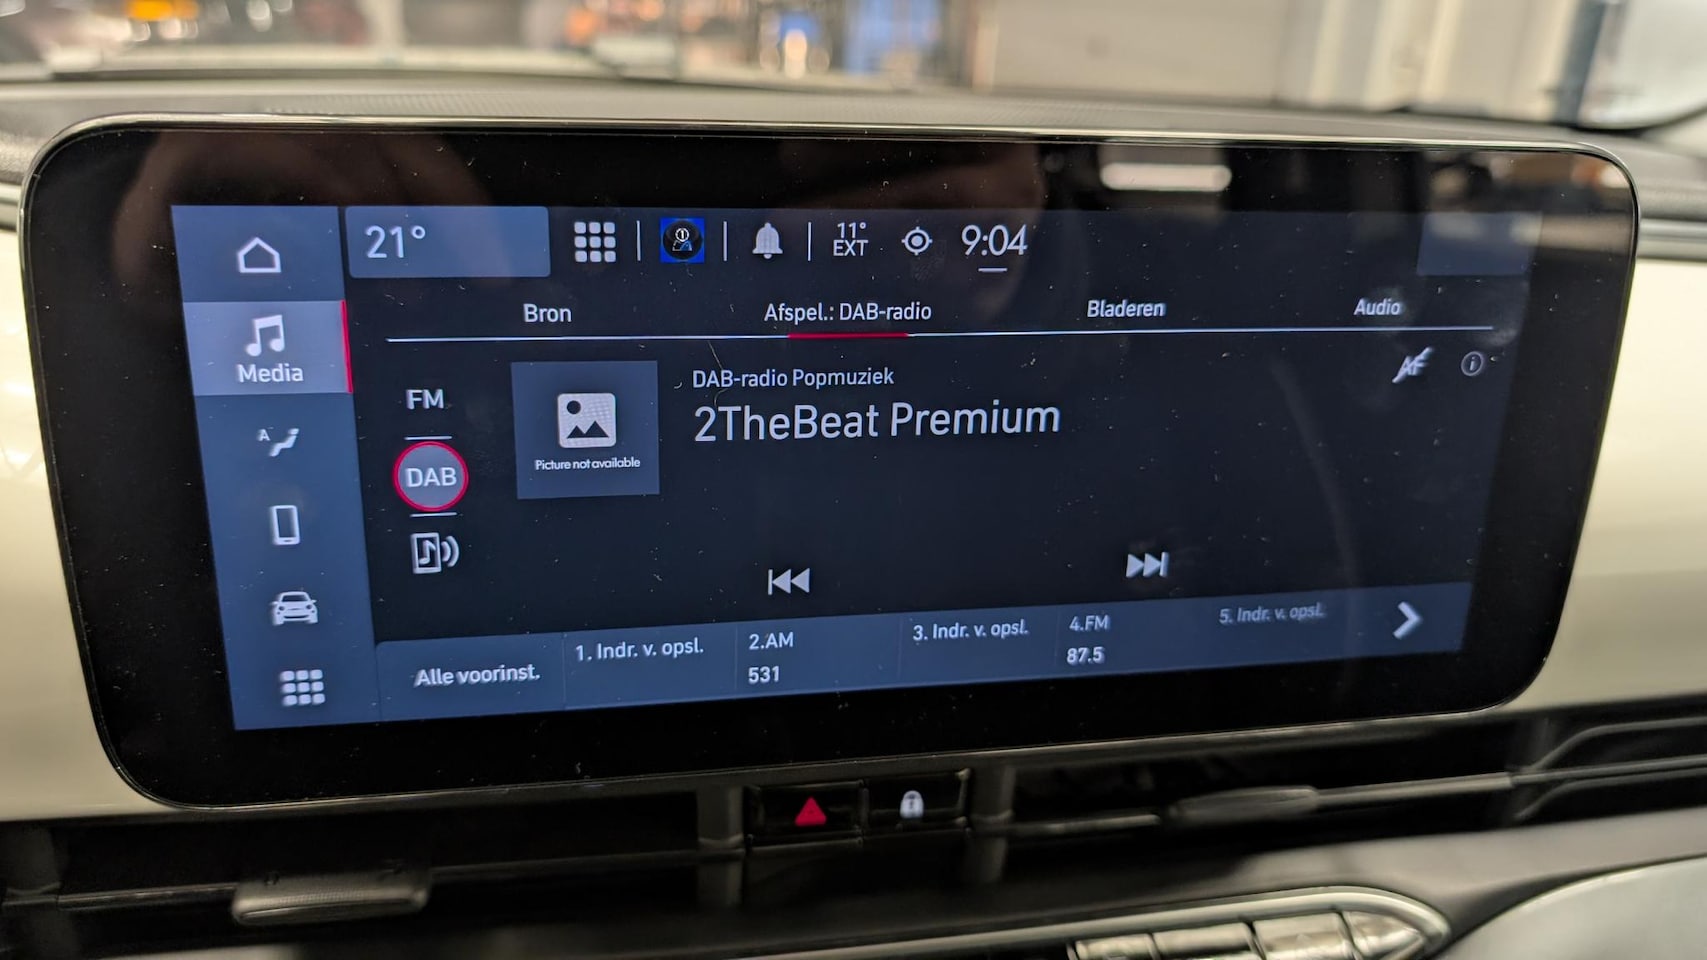 21°
11°
EXT
9:04
Bron
Afspel.: DAB-radio
Bladeren
Audio
Media
FM
DAB
Picture not available
DAB-radio Popmuziek
2TheBeat Premium
AF
A
Alle voorinst.
1. Indr. v. opsl.
2.AM
531
3. Indr. v. opsl.
4.FM
87.5
5. Indr. v. opsl.